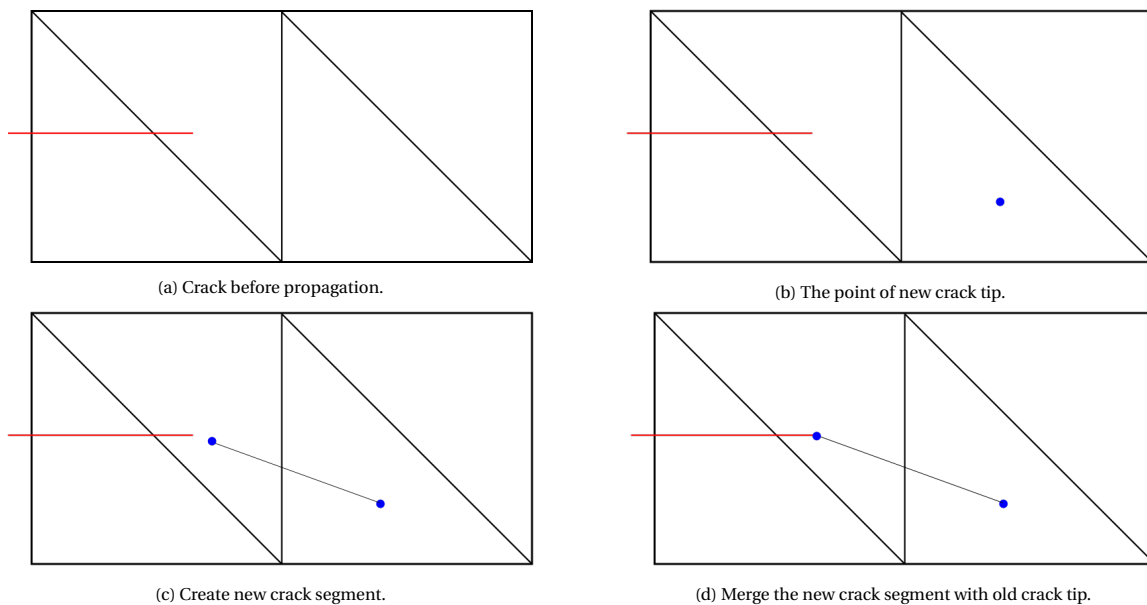 (a) Crack before propagation.
(b) The point of new crack tip.
(c) Create new crack segment.
(d) Merge the new crack segment with old crack tip.